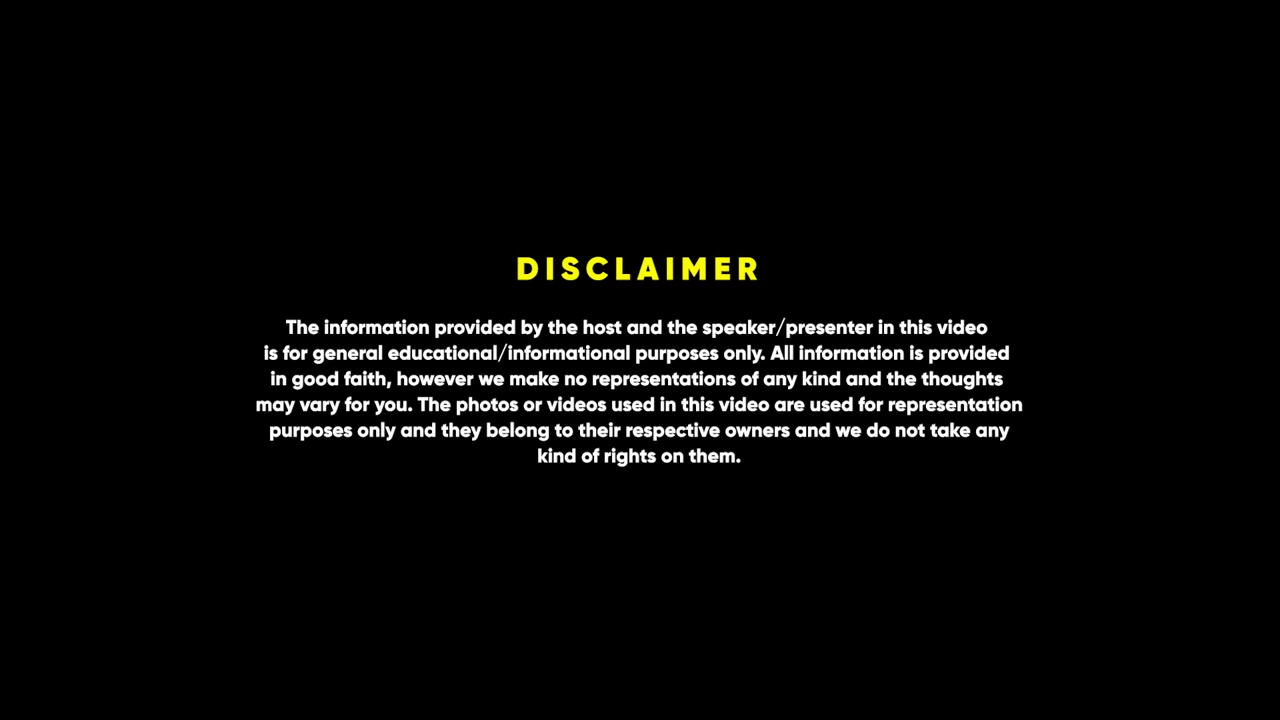 DISCLAIMER
The information provided by the host and the speaker/presenter in this video
is for general educational/informational purposes only. All information is provided
in good faith, however we make no representations of any kind and the thoughts
may vary for you. The photos or videos used in this video are used for representation
purposes only and they belong to their respective owners and we do not take any
kind of rights on them.